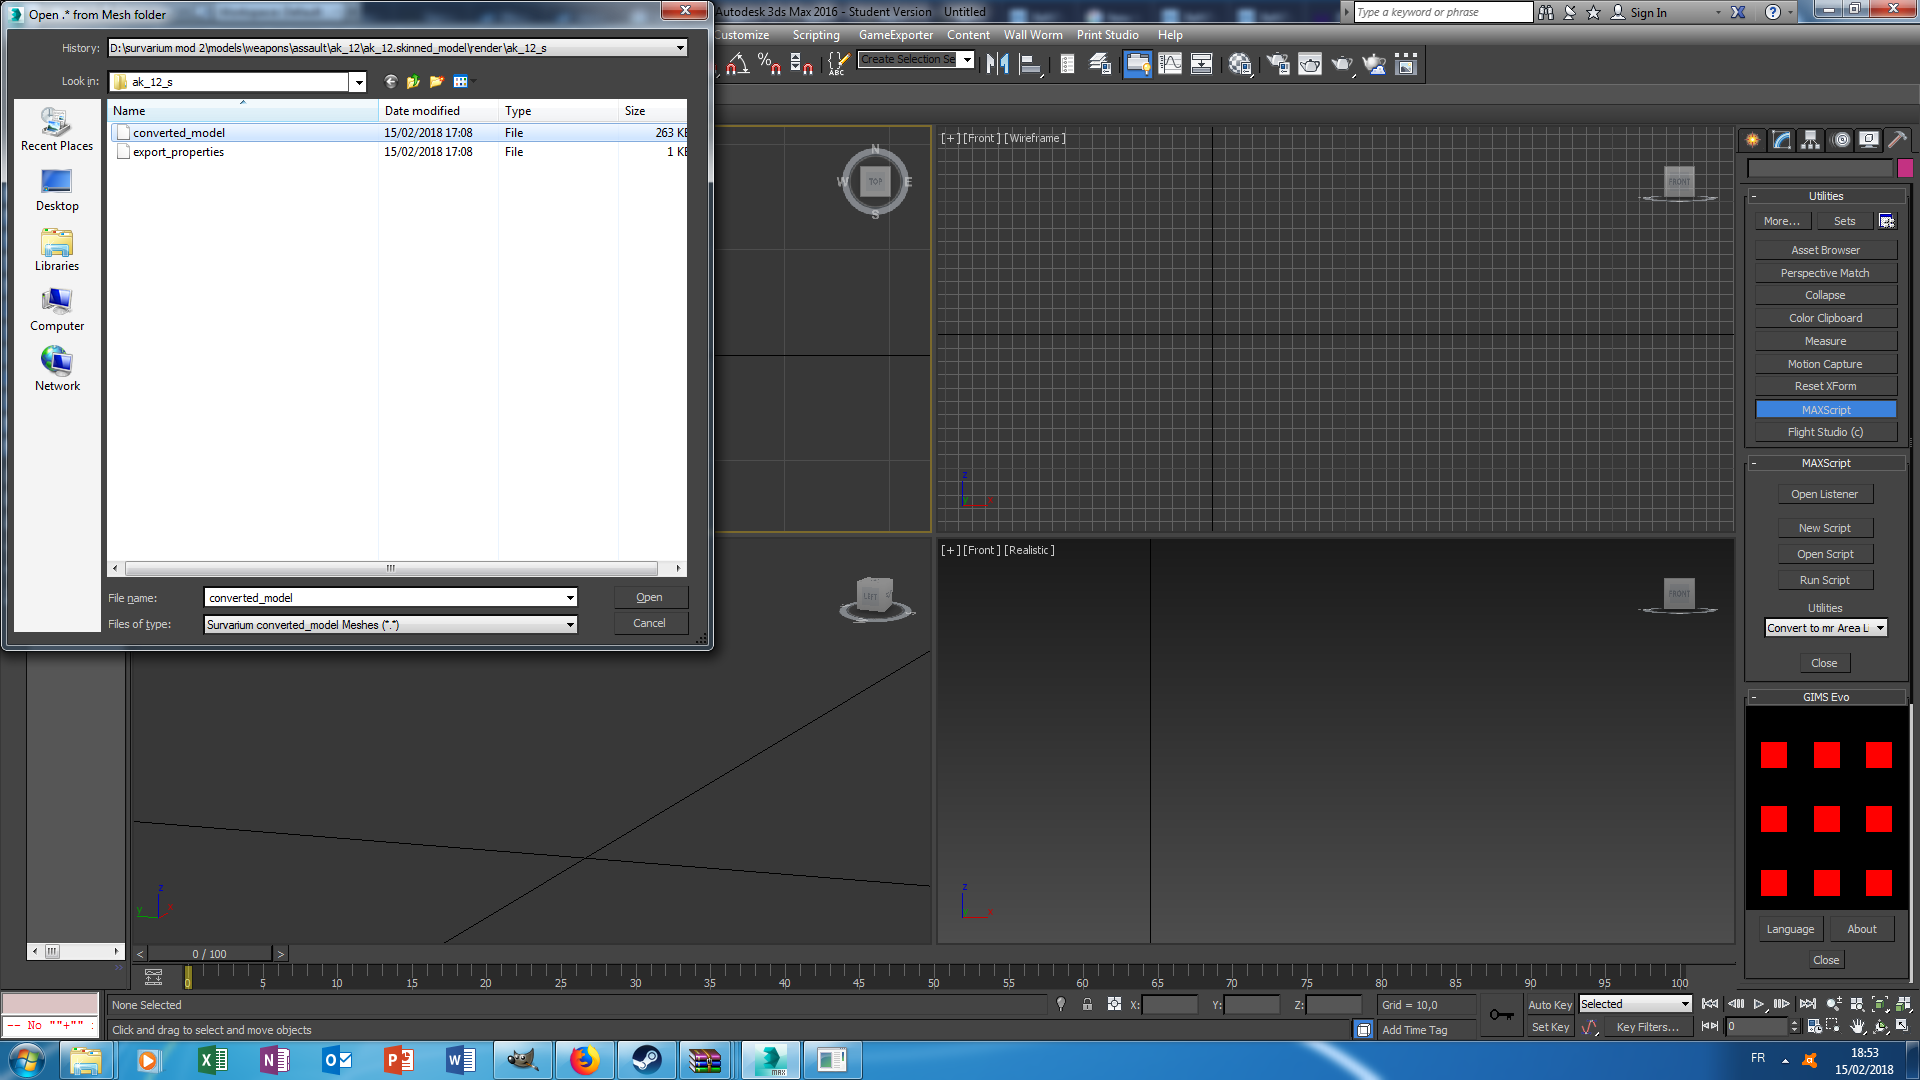 Open .* from Mesh folder
Autodesk 3ds Max 2016 - Student Version    Untitled
Type a keyword or phrase
Sign In
History:
D:\survarium mod 2\models\weapons\assault\ak_12\ak_12.skinned_model\render\ak_12_s
Customize
Scripting
GameExporter
Content
Wall Worm
Print Studio
Help
Create Selection Se
ABC
Look in:
ak_12_s
Name
Date modified
Type
Size
converted_model
15/02/2018 17:08
File
263 KB
export_properties
15/02/2018 17:08
File
1 KB
Recent Places
Desktop
Libraries
Computer
Network
File name:
converted_model
Open
Files of type:
Survarium converted_model Meshes (*.*)
Cancel
N
W
TOP
E
S
[+] [Front ] [Wireframe ]
FRONT
z
y
x
LEFT
[+] [Front ] [Realistic ]
FRONT
z
y
x
z
y
x
Utilities
More...
Sets
Asset Browser
Perspective Match
Collapse
Color Clipboard
Measure
Motion Capture
Reset XForm
MAXScript
Flight Studio (c)
MAXScript
Open Listener
New Script
Open Script
Run Script
Utilities
Convert to mr Area L
Close
GIMS Evo
Language
About
Close
< 0 / 100 >
0 5 10 15 20 25 30 35 40 45 50 55 60 65 70 75 80 85 90 95 100
None Selected
X:
Y:
Z:
Grid = 10,0
Auto Key
Selected
-- No ""+"" :
Click and drag to select and move objects
Add Time Tag
Set Key
Key Filters...
0
MAX
FR
18:53
15/02/2018